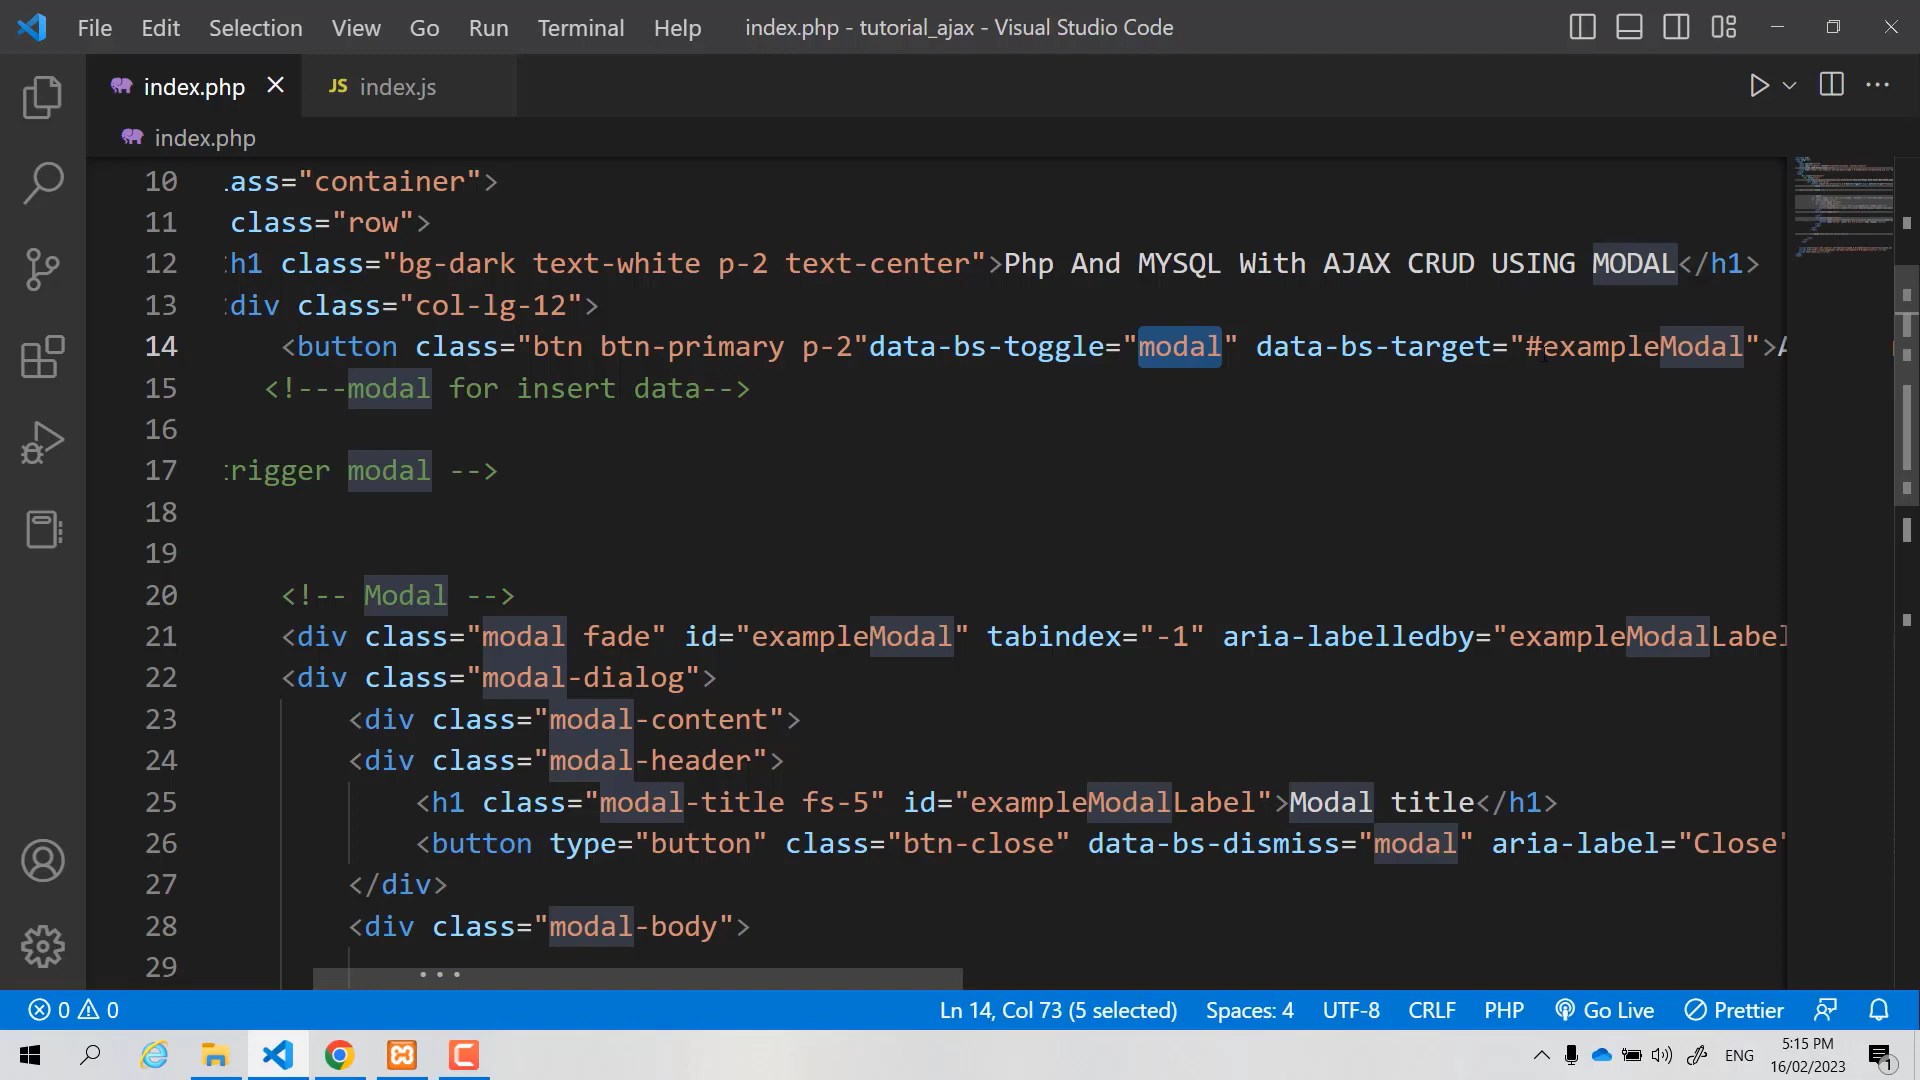 File Edit Selection View Go Run Terminal Help index.php - tutorial_ajax - Visual Studio Code
index.php JS index.js
index.php
10 ass="container">
11 class="row">
12 h1 class="bg-dark text-white p-2 text-center">Php And MYSQL With AJAX CRUD USING MODAL</h1>
13 div class="col-lg-12">
14 <button class="btn btn-primary p-2"data-bs-toggle="modal" data-bs-target="#exampleModal">A
15 <!---modal for insert data-->
16
17 rigger modal -->
18
19
20 <!-- Modal -->
21 <div class="modal fade" id="exampleModal" tabindex="-1" aria-labelledby="exampleModalLabel
22 <div class="modal-dialog">
23 <div class="modal-content">
24 <div class="modal-header">
25 <h1 class="modal-title fs-5" id="exampleModalLabel">Modal title</h1>
26 <button type="button" class="btn-close" data-bs-dismiss="modal" aria-label="Close"
27 </div>
28 <div class="modal-body">
29 ...
0 0 Ln 14, Col 73 (5 selected) Spaces: 4 UTF-8 CRLF PHP Go Live Prettier
ENG 5:15 PM
16/02/2023 1